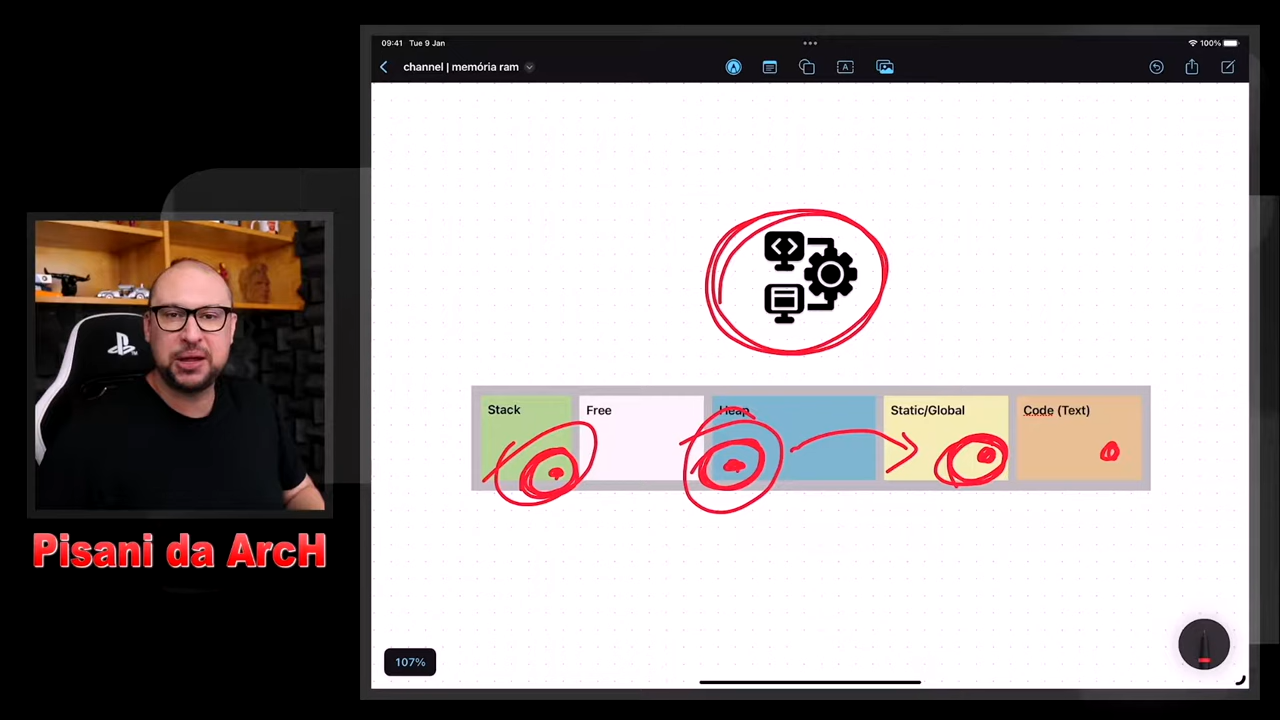 09:41 Tue 9 Jan
100%
channel | memória ram
A
Stack
Free
Heap
Static/Global
Code (Text)
Pisani da ArcH
107%